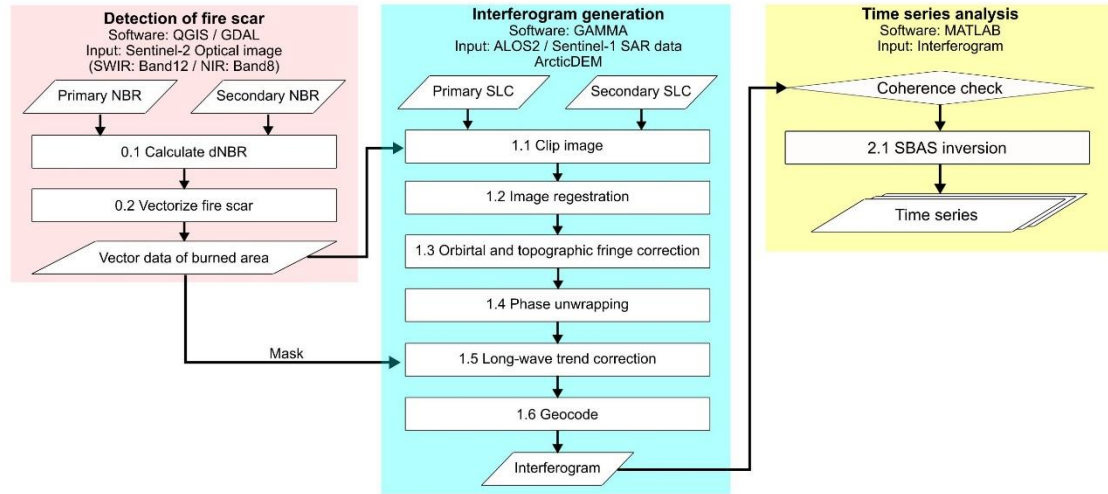 Detection of fire scar
Software: QGIS / GDAL
Input: Sentinel-2 Optical image
(SWIR: Band12 / NIR: Band8)
Primary NBR
Secondary NBR
0.1 Calculate dNBR
0.2 Vectorize fire scar
Vector data of burned area
Mask
Interferogram generation
Software: GAMMA
Input: ALOS2 / Sentinel-1 SAR data
ArcticDEM
Primary SLC
Secondary SLC
1.1 Clip image
1.2 Image regestration
1.3 Orbirtal and topographic fringe correction
1.4 Phase unwrapping
1.5 Long-wave trend correction
1.6 Geocode
Interferogram
Time series analysis
Software: MATLAB
Input: Interferogram
Coherence check
2.1 SBAS inversion
Time series